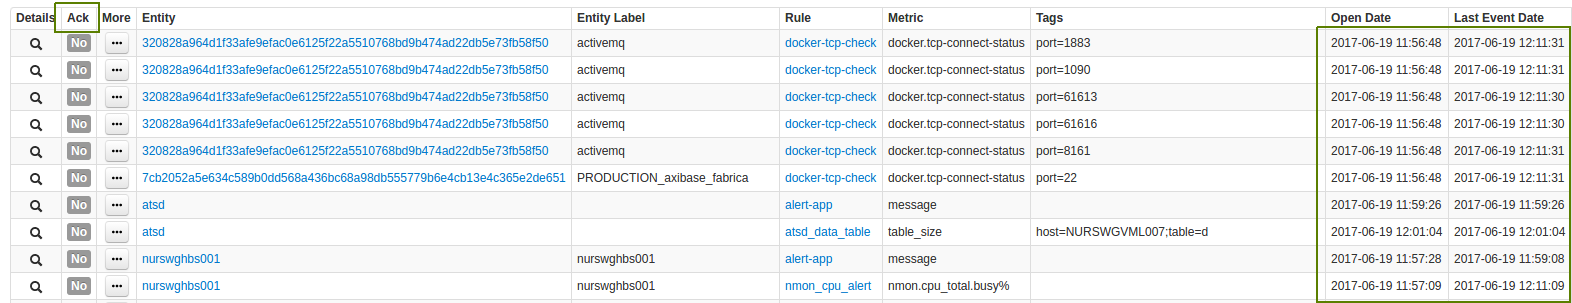 Details Ack More Entity Entity Label Rule Metric Tags Open Date Last Event Date
No 320828a964d1f33afe9efac0e6125f22a5510768bd9b474ad22db5e73fb58f50 activemq docker-tcp-check docker.tcp-connect-status port=1883 2017-06-19 11:56:48 2017-06-19 12:11:31
No 320828a964d1f33afe9efac0e6125f22a5510768bd9b474ad22db5e73fb58f50 activemq docker-tcp-check docker.tcp-connect-status port=1090 2017-06-19 11:56:48 2017-06-19 12:11:31
No 320828a964d1f33afe9efac0e6125f22a5510768bd9b474ad22db5e73fb58f50 activemq docker-tcp-check docker.tcp-connect-status port=61613 2017-06-19 11:56:48 2017-06-19 12:11:30
No 320828a964d1f33afe9efac0e6125f22a5510768bd9b474ad22db5e73fb58f50 activemq docker-tcp-check docker.tcp-connect-status port=61616 2017-06-19 11:56:48 2017-06-19 12:11:30
No 320828a964d1f33afe9efac0e6125f22a5510768bd9b474ad22db5e73fb58f50 activemq docker-tcp-check docker.tcp-connect-status port=8161 2017-06-19 11:56:48 2017-06-19 12:11:31
No 7cb2052a5e634c589b0dd568a436bc68a98db555779b6e4cb13e4c365e2de651 PRODUCTION_axibase_fabrica docker-tcp-check docker.tcp-connect-status port=22 2017-06-19 11:56:48 2017-06-19 12:11:31
No atsd alert-app message 2017-06-19 11:59:26 2017-06-19 11:59:26
No atsd atsd_data_table table_size host=NURSWGVML007;table=d 2017-06-19 12:01:04 2017-06-19 12:01:04
No nurswghbs001 nurswghbs001 alert-app message 2017-06-19 11:57:28 2017-06-19 11:59:08
No nurswghbs001 nurswghbs001 nmon_cpu_alert nmon.cpu_total.busy% 2017-06-19 11:57:09 2017-06-19 12:11:09